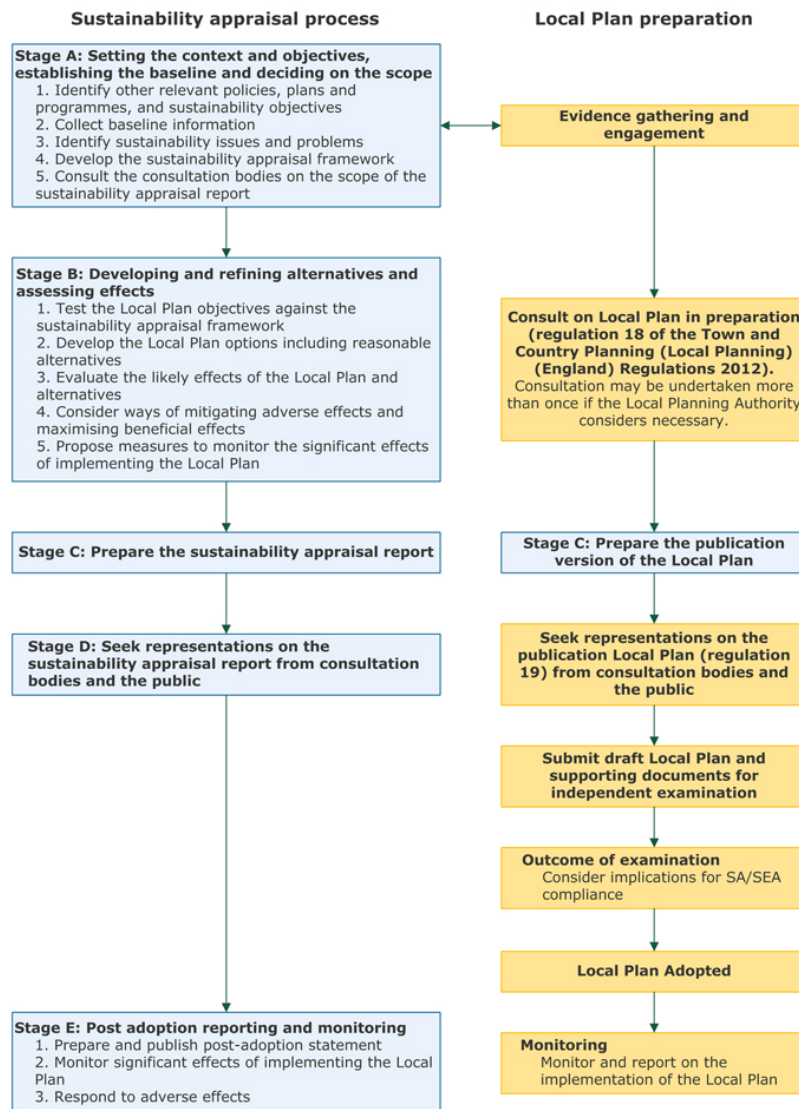 Sustainability appraisal process
Local Plan preparation
Stage A: Setting the context and objectives,
establishing the baseline and deciding on the scope
1. Identify other relevant policies, plans and
programmes, and sustainability objectives
2. Collect baseline information
3. Identify sustainability issues and problems
4. Develop the sustainability appraisal framework
5. Consult the consultation bodies on the scope of the
sustainability appraisal report
Evidence gathering and
engagement
Stage B: Developing and refining alternatives and
assessing effects
1. Test the Local Plan objectives against the
sustainability appraisal framework
2. Develop the Local Plan options including reasonable
alternatives
3. Evaluate the likely effects of the Local Plan and
alternatives
4. Consider ways of mitigating adverse effects and
maximising beneficial effects
5. Propose measures to monitor the significant effects
of implementing the Local Plan
Consult on Local Plan in preparation
(regulation 18 of the Town and
Country Planning (Local Planning)
(England) Regulations 2012).
Consultation may be undertaken more
than once if the Local Planning Authority
considers necessary.
Stage C: Prepare the sustainability appraisal report
Stage C: Prepare the publication
version of the Local Plan
Stage D: Seek representations on the
sustainability appraisal report from consultation
bodies and the public
Seek representations on the
publication Local Plan (regulation
19) from consultation bodies and
the public
Submit draft Local Plan and
supporting documents for
independent examination
Outcome of examination
Consider implications for SA/SEA
compliance
Local Plan Adopted
Stage E: Post adoption reporting and monitoring
1. Prepare and publish post-adoption statement
2. Monitor significant effects of implementing the Local
Plan
3. Respond to adverse effects
Monitoring
Monitor and report on the
implementation of the Local Plan